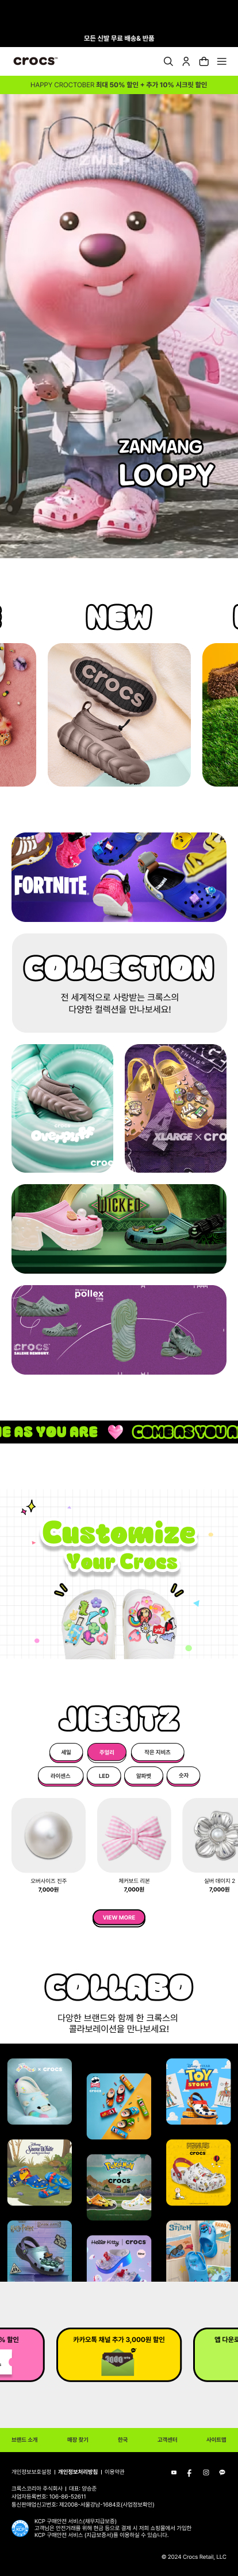 모든 신발 무료 배송& 반품
crocs™
HAPPY CROCTOBER 최대 50% 할인 + 추가 10% 시크릿 할인
ZMLP
ZANMANG
LOOPY
NEW
crocs
FORTNITE
COLLECTION
전 세계적으로 사랑받는 크록스의
다양한 컬렉션을 만나보세요!
overpuff
crocs
XLARGE × cro
WICKED
pollex
crocs
SALEHE BEMBURY
ME AS YOU ARE
COME AS YOU A
Customize
Your Crocs
JIBBITZ
세일
주얼리
작은 지비츠
라이센스
LED
알파벳
숫자
오버사이즈 진주
7,000원
체커보드 리본
7,000원
실버 데이지 2
7,000원
VIEW MORE
COLLABO
다양한 브랜드와 함께 한 크록스의
콜라보레이션을 만나보세요!
crocs
TOY STORY
Snow White
Pokémon
crocs
PEANUTS
Hello Kitty
Stitch
% 할인
카카오톡 채널 추가 3,000원 할인
3000
앱 다운로
브랜드 소개
매장 찾기
한국
고객센터
사이트맵
개인정보보호설정 | 개인정보처리방침 | 이용약관
크록스코리아 주식회사 | 대표: 양승준
사업자등록번호: 106-86-52611
통신판매업신고번호: 제2008-서울강남-1684호(사업정보확인)
KCP 구매안전 서비스(채무지급보증)
고객님은 안전거래를 위해 현금 등으로 결제 시 저희 쇼핑몰에서 가입한
KCP 구매안전 서비스 (지급보증서)를 이용하실 수 있습니다.
© 2024 Crocs Retail, LLC